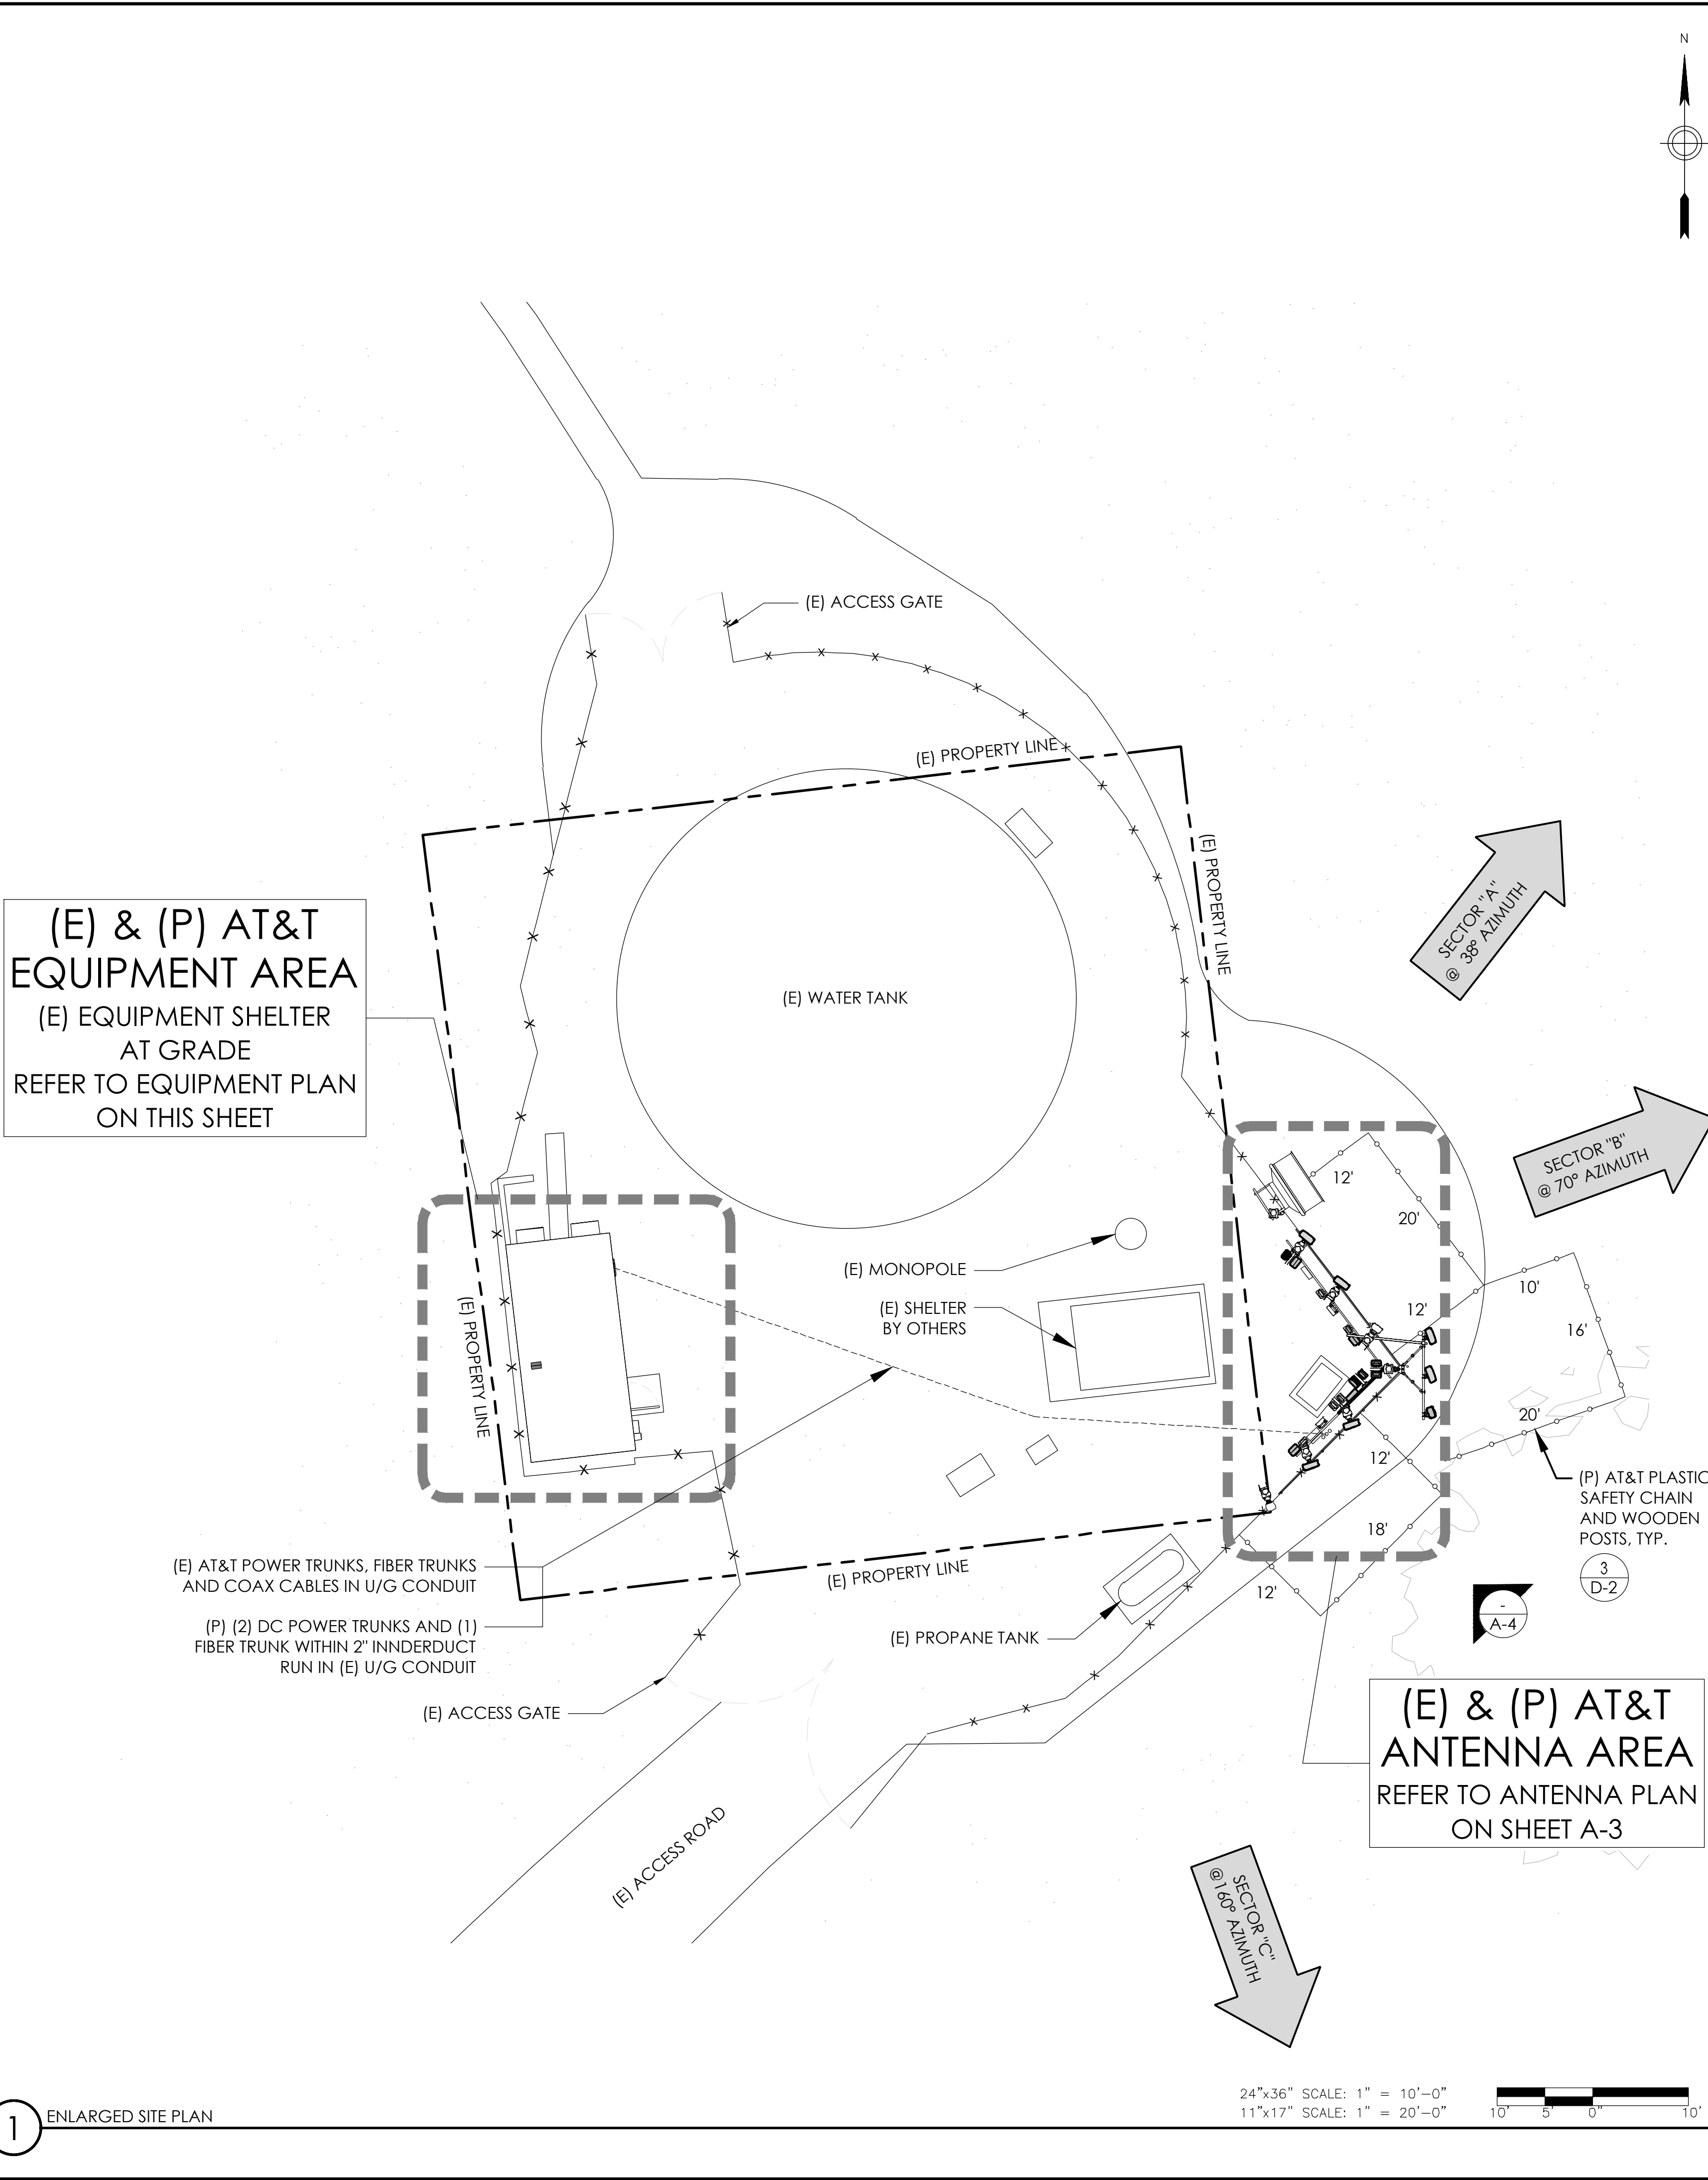 N
(E) ACCESS GATE
(E) PROPERTY LINE
(E) PROPERTY LINE
SECTOR "A"
@ 38° AZIMUTH
(E) & (P) AT&T
EQUIPMENT AREA
(E) EQUIPMENT SHELTER
AT GRADE
REFER TO EQUIPMENT PLAN
ON THIS SHEET
(E) WATER TANK
SECTOR "B"
@ 70° AZIMUTH
12'
20'
(E) MONOPOLE
10'
(E) SHELTER
BY OTHERS
12'
16'
(E) PROPERTY LINE
20'
12'
(P) AT&T PLASTIC
SAFETY CHAIN
AND WOODEN
POSTS, TYP.
3
D-2
18'
12'
-
A-4
(E) PROPERTY LINE
(E) AT&T POWER TRUNKS, FIBER TRUNKS
AND COAX CABLES IN U/G CONDUIT
(P) (2) DC POWER TRUNKS AND (1)
FIBER TRUNK WITHIN 2" INNDERDUCT
RUN IN (E) U/G CONDUIT
(E) PROPANE TANK
(E) ACCESS GATE
(E) & (P) AT&T
ANTENNA AREA
REFER TO ANTENNA PLAN
ON SHEET A-3
(E) ACCESS ROAD
SECTOR "C"
@160° AZIMUTH
24"x36" SCALE: 1" = 10'-0"
11"x17" SCALE: 1" = 20'-0"
10' 5' 0" 10'
1
ENLARGED SITE PLAN